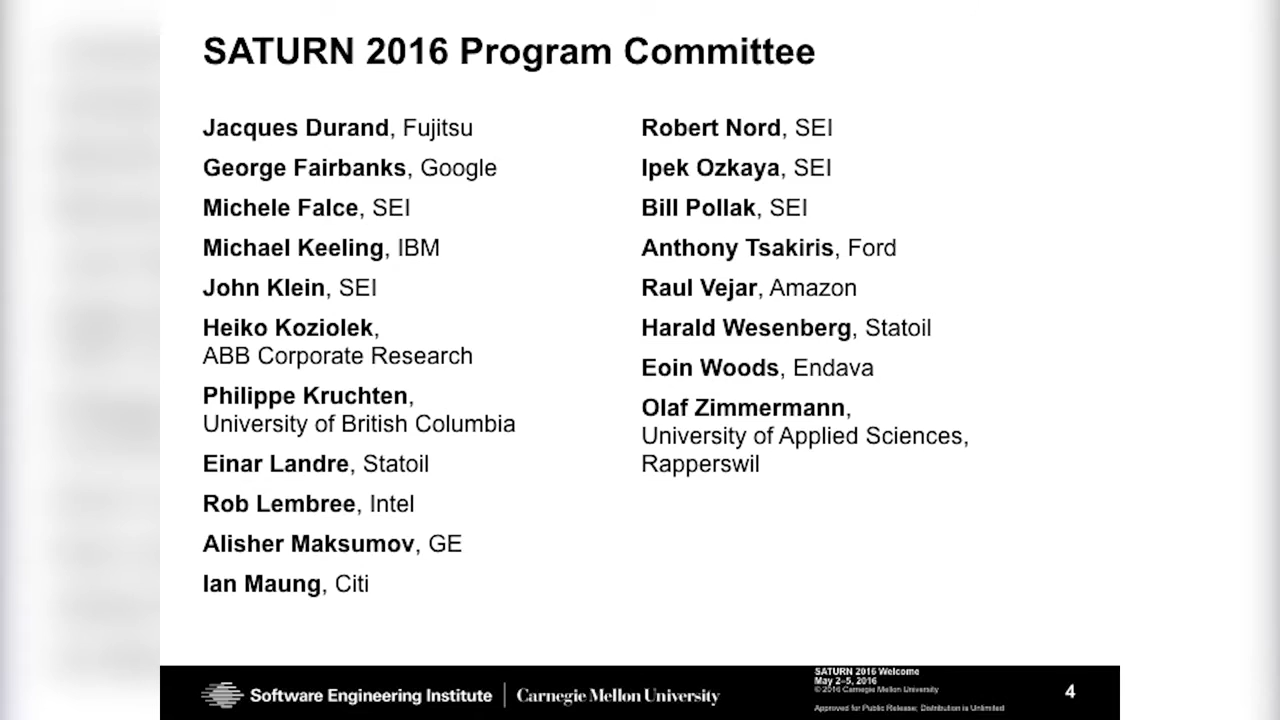 SATURN 2016 Program Committee
Jacques Durand, Fujitsu
George Fairbanks, Google
Michele Falce, SEI
Michael Keeling, IBM
John Klein, SEI
Heiko Koziolek,
ABB Corporate Research
Philippe Kruchten,
University of British Columbia
Einar Landre, Statoil
Rob Lembree, Intel
Alisher Maksumov, GE
Ian Maung, Citi
Robert Nord, SEI
Ipek Ozkaya, SEI
Bill Pollak, SEI
Anthony Tsakiris, Ford
Raul Vejar, Amazon
Harald Wesenberg, Statoil
Eoin Woods, Endava
Olaf Zimmermann,
University of Applied Sciences,
Rapperswil
Software Engineering Institute | Carnegie Mellon University
SATURN 2016 Welcome
May 2–5, 2016
© 2016 Carnegie Mellon University
Approved for Public Release; Distribution is Unlimited
4